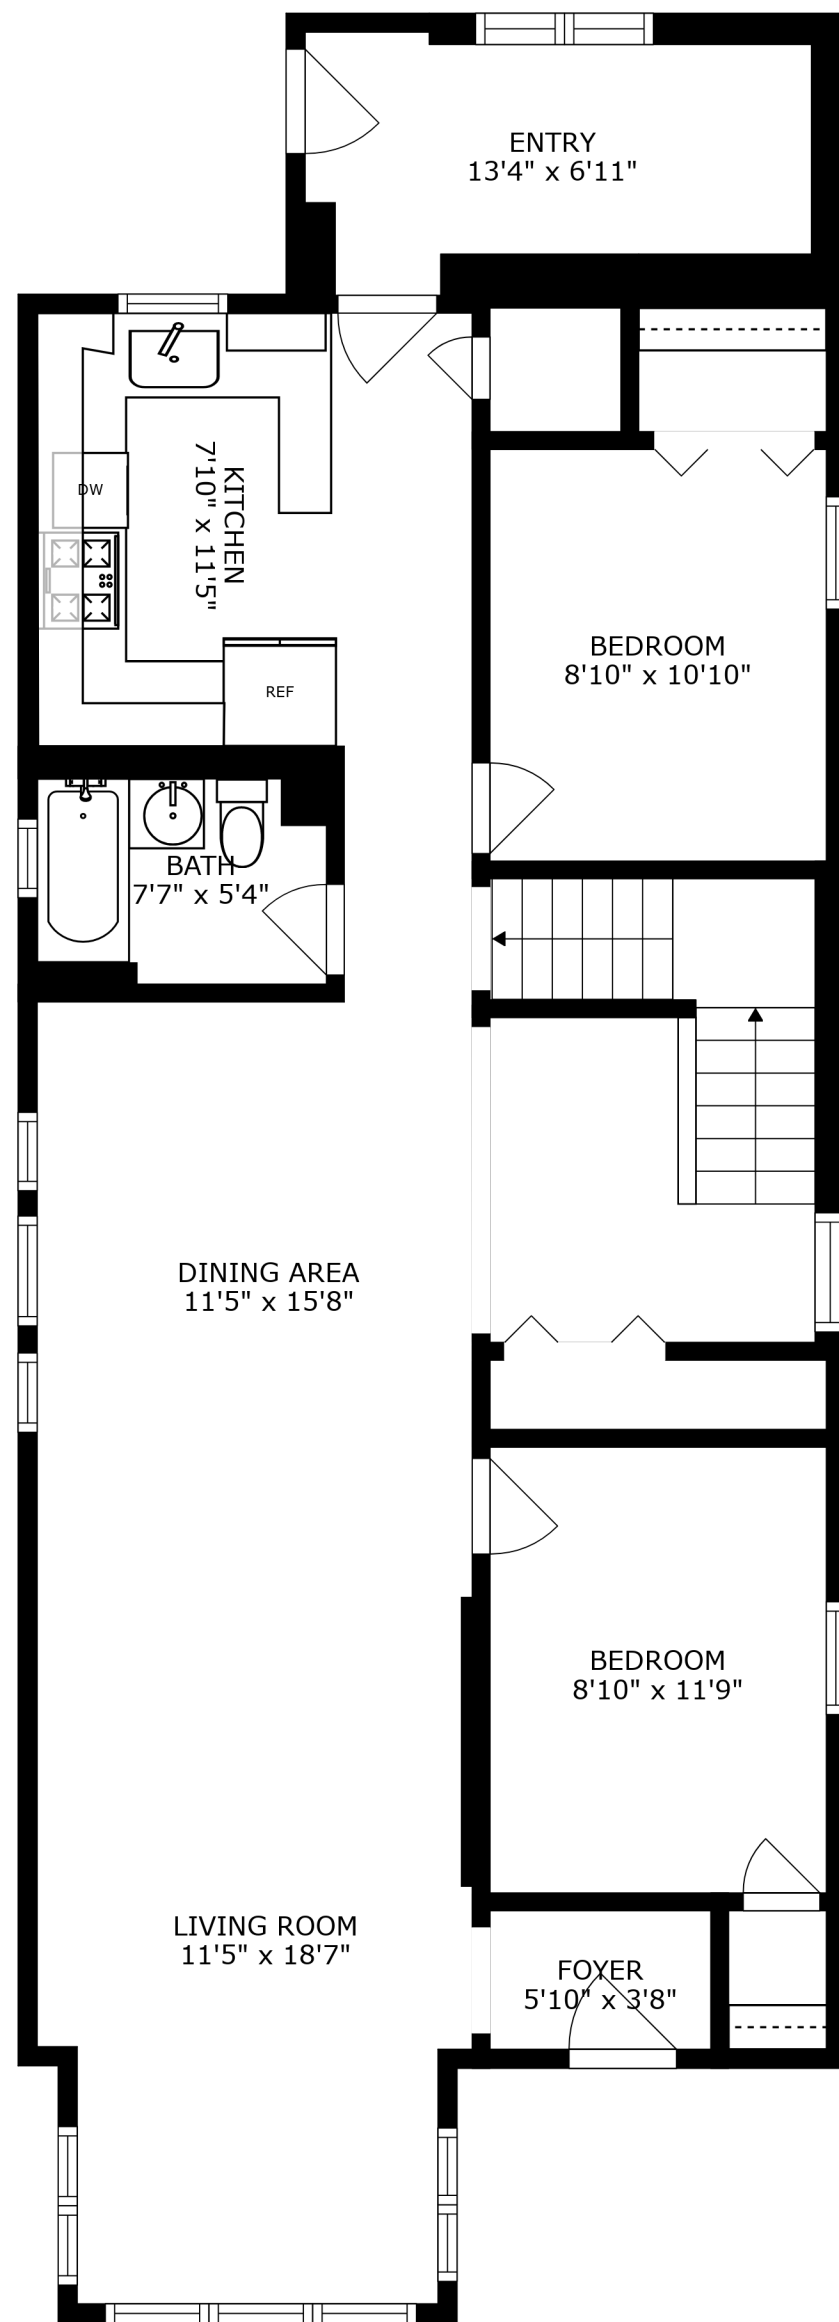 ENTRY
13'4" x 6'11"
KITCHEN
7'10" x 11'5"
DW
REF
BEDROOM
8'10" x 10'10"
BATH
7'7" x 5'4"
DINING AREA
11'5" x 15'8"
BEDROOM
8'10" x 11'9"
LIVING ROOM
11'5" x 18'7"
FOYER
5'10" x 3'8"